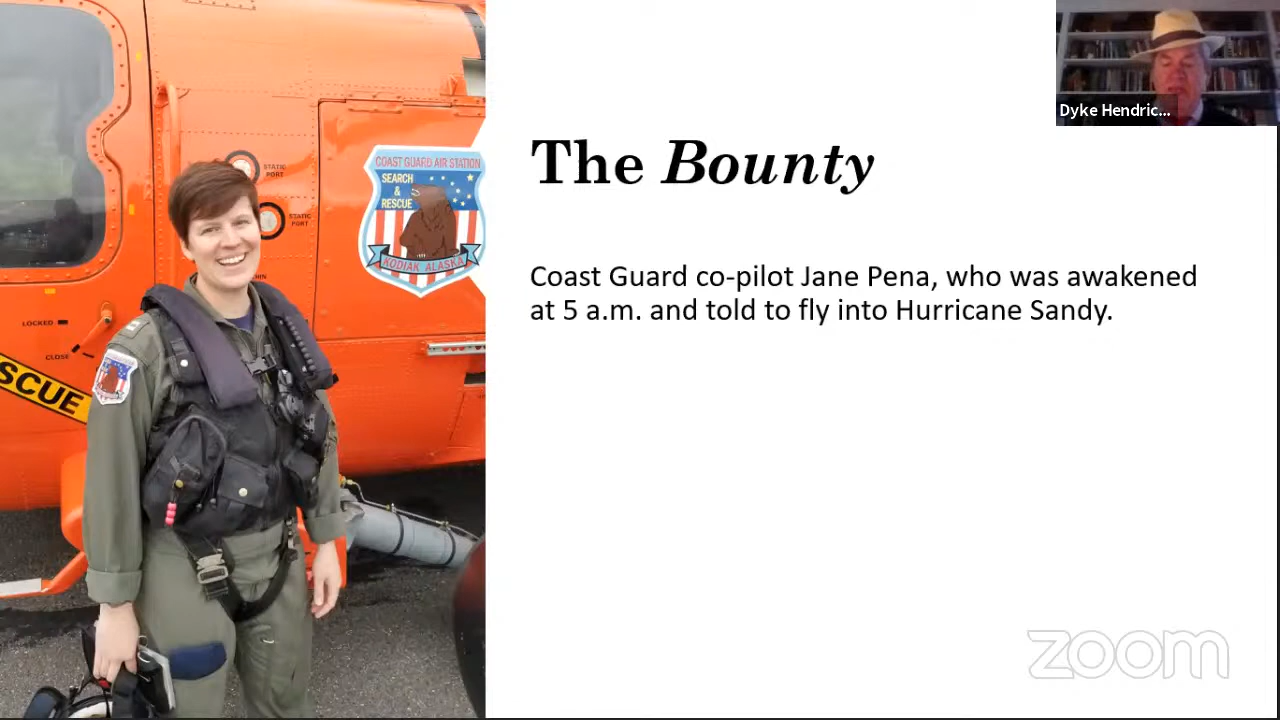 Dyke Hendric...
The Bounty
Coast Guard co-pilot Jane Pena, who was awakened
at 5 a.m. and told to fly into Hurricane Sandy.
COAST GUARD AIR STATION
SEARCH
&
RESCUE
KODIAK ALASKA
STATIC
PORT
STATIC
PORT
LOCKED
CLOSE
SCUE
zoom